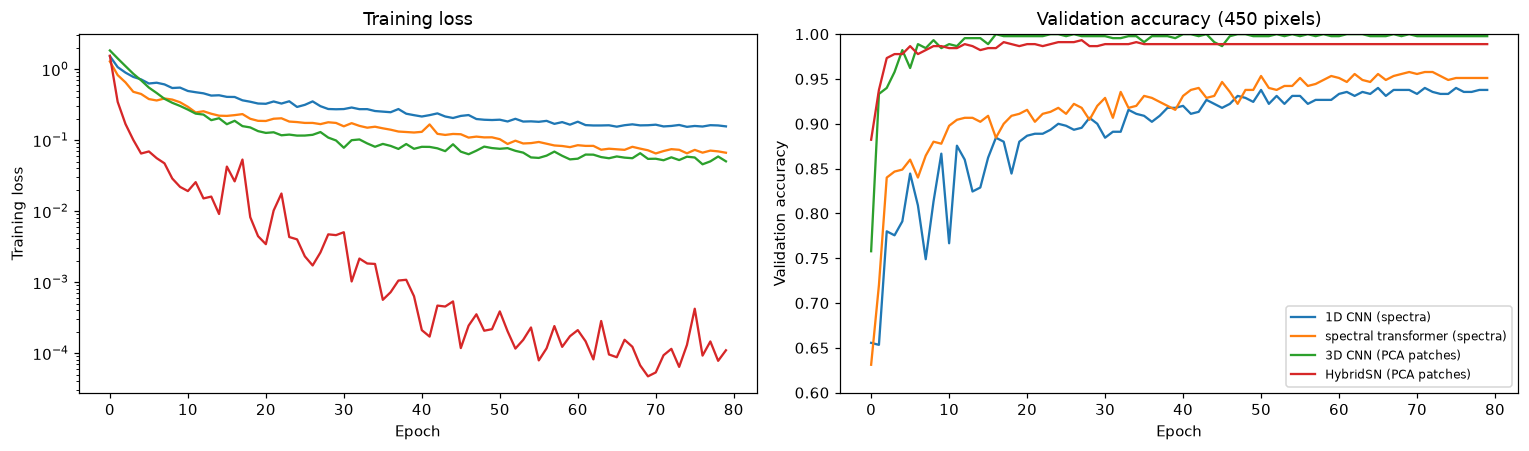 Training loss
Training loss
10⁰
10⁻¹
10⁻²
10⁻³
10⁻⁴
0 10 20 30 40 50 60 70 80
Epoch
Validation accuracy (450 pixels)
Validation accuracy
1.00
0.95
0.90
0.85
0.80
0.75
0.70
0.65
0.60
1D CNN (spectra)
spectral transformer (spectra)
3D CNN (PCA patches)
HybridSN (PCA patches)
0 10 20 30 40 50 60 70 80
Epoch